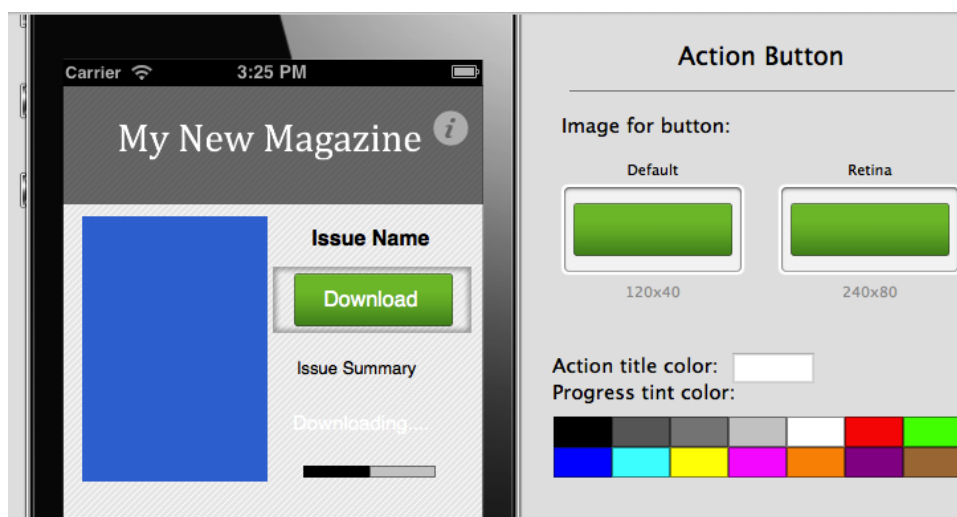 Carrier 3:25 PM
My New Magazine i
Issue Name
Download
Issue Summary
Downloading....
Action Button
Image for button:
Default Retina
120x40 240x80
Action title color:
Progress tint color: